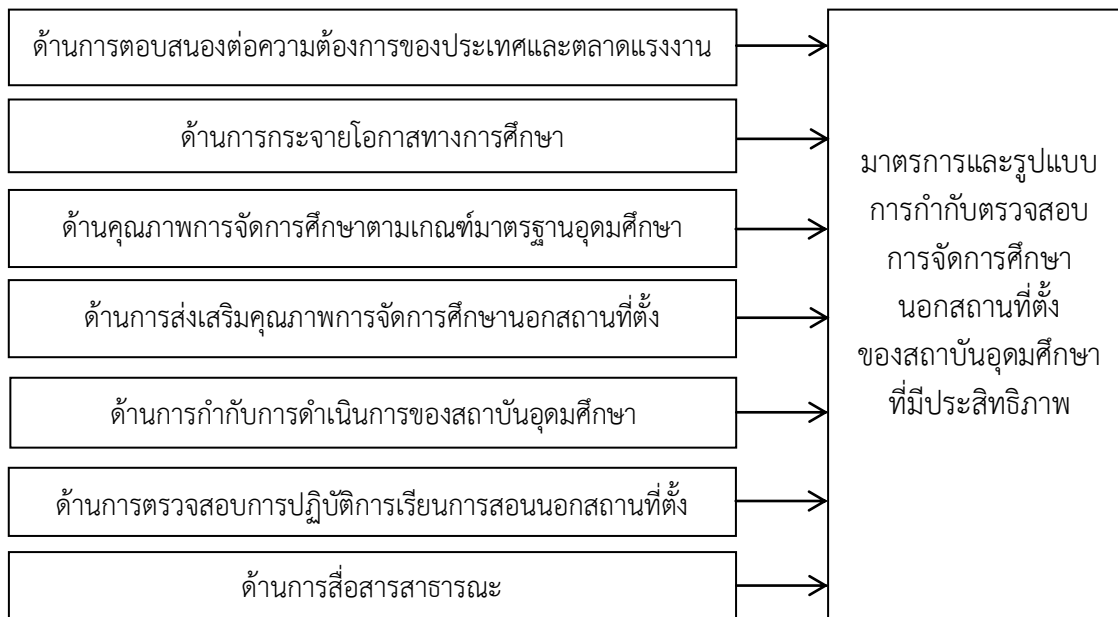 ด้านการตอบสนองต่อความต้องการของประเทศและตลาดแรงงาน
ด้านการกระจายโอกาสทางการศึกษา
ด้านคุณภาพการจัดการศึกษาตามเกณฑ์มาตรฐานอุดมศึกษา
ด้านการส่งเสริมคุณภาพการจัดการศึกษานอกสถานที่ตั้ง
ด้านการกำกับการดำเนินการของสถาบันอุดมศึกษา
ด้านการตรวจสอบการปฏิบัติการเรียนการสอนนอกสถานที่ตั้ง
ด้านการสื่อสารสาธารณะ
มาตรการและรูปแบบ
การกำกับตรวจสอบ
การจัดการศึกษา
นอกสถานที่ตั้ง
ของสถาบันอุดมศึกษา
ที่มีประสิทธิภาพ